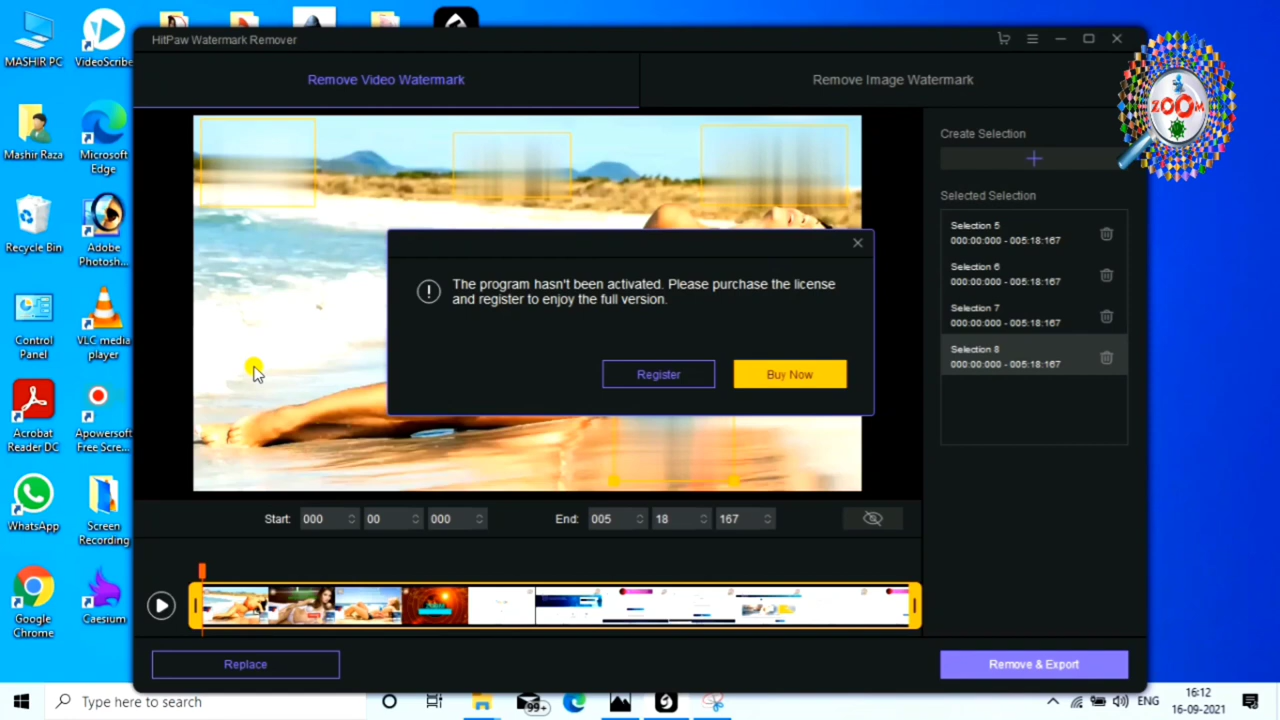 HitPaw Watermark Remover
Remove Video Watermark
Remove Image Watermark
ZOOM
MASHIR PC
VideoScribe
Mashir Raza
Microsoft
Edge
Recycle Bin
Adobe
Photosh...
Control
Panel
VLC media
player
Acrobat
Reader DC
Apowersoft
Free Scre...
WhatsApp
Screen
Recording
Google
Chrome
Caesium
Create Selection
+
Selected Selection
Selection 5
000:00:000 - 005:18:167
Selection 6
000:00:000 - 005:18:167
Selection 7
000:00:000 - 005:18:167
Selection 8
000:00:000 - 005:18:167
The program hasn't been activated. Please purchase the license
and register to enjoy the full version.
Register
Buy Now
Start: 000 00 000 End: 005 18 167
Replace
Remove & Export
Type here to search
99+
ENG
16:12
16-09-2021